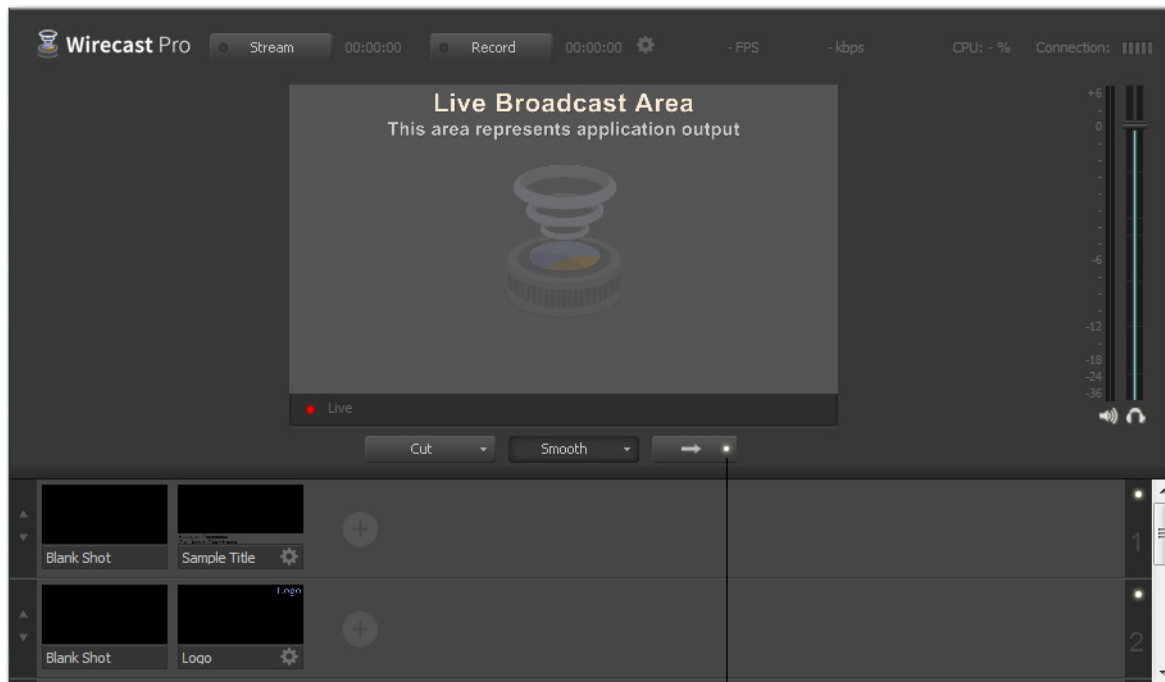 Wirecast Pro Stream 00:00:00 Record 00:00:00 - FPS - kbps CPU: - % Connection:
Live Broadcast Area
This area represents application output
+6
-
0
-
-
-
-
-
-
-
-6
-
-
-12
-
-18
-24
-36
Live
Cut Smooth
1
Blank Shot Sample Title
Logo
2
Blank Shot Logo